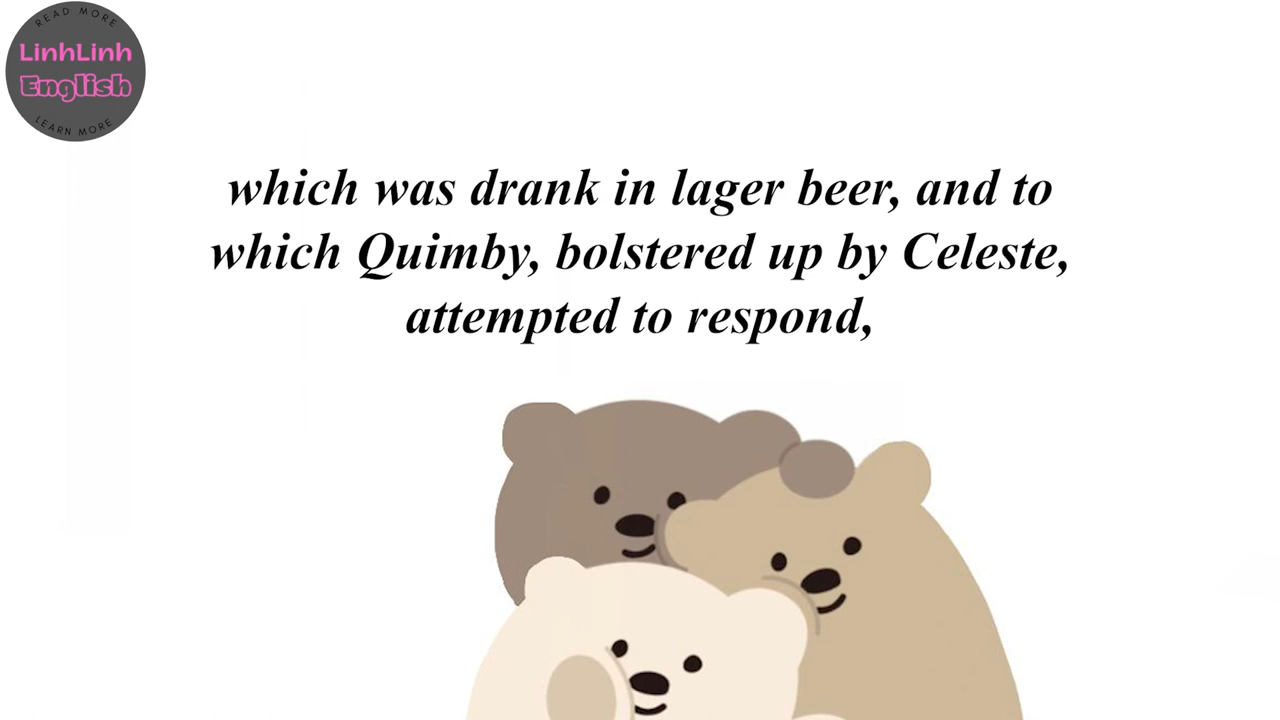 READ MORE
LinhLinh
English
LEARN MORE
which was drank in lager beer, and to
which Quimby, bolstered up by Celeste,
attempted to respond,